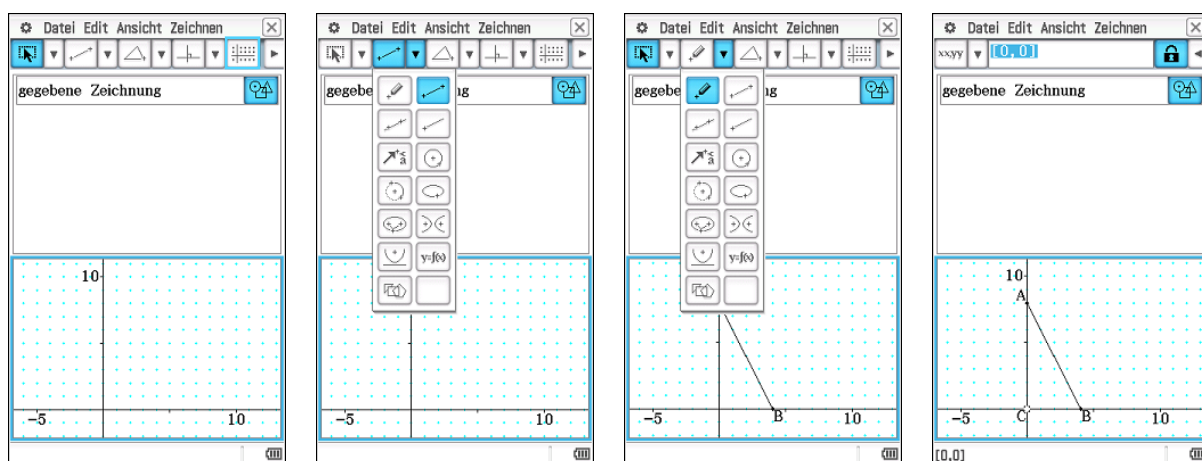 Datei Edit Ansicht Zeichnen
gegebene Zeichnung
10
-5
10
Datei Edit Ansicht Zeichnen
gegebe
ng
y=f(x)
-5
10
Datei Edit Ansicht Zeichnen
gegebe
ng
y=f(x)
-5
B
10
Datei Edit Ansicht Zeichnen
xx,yy
[0,0]
gegebene Zeichnung
10
A
-5
C
B
10
[0,0]